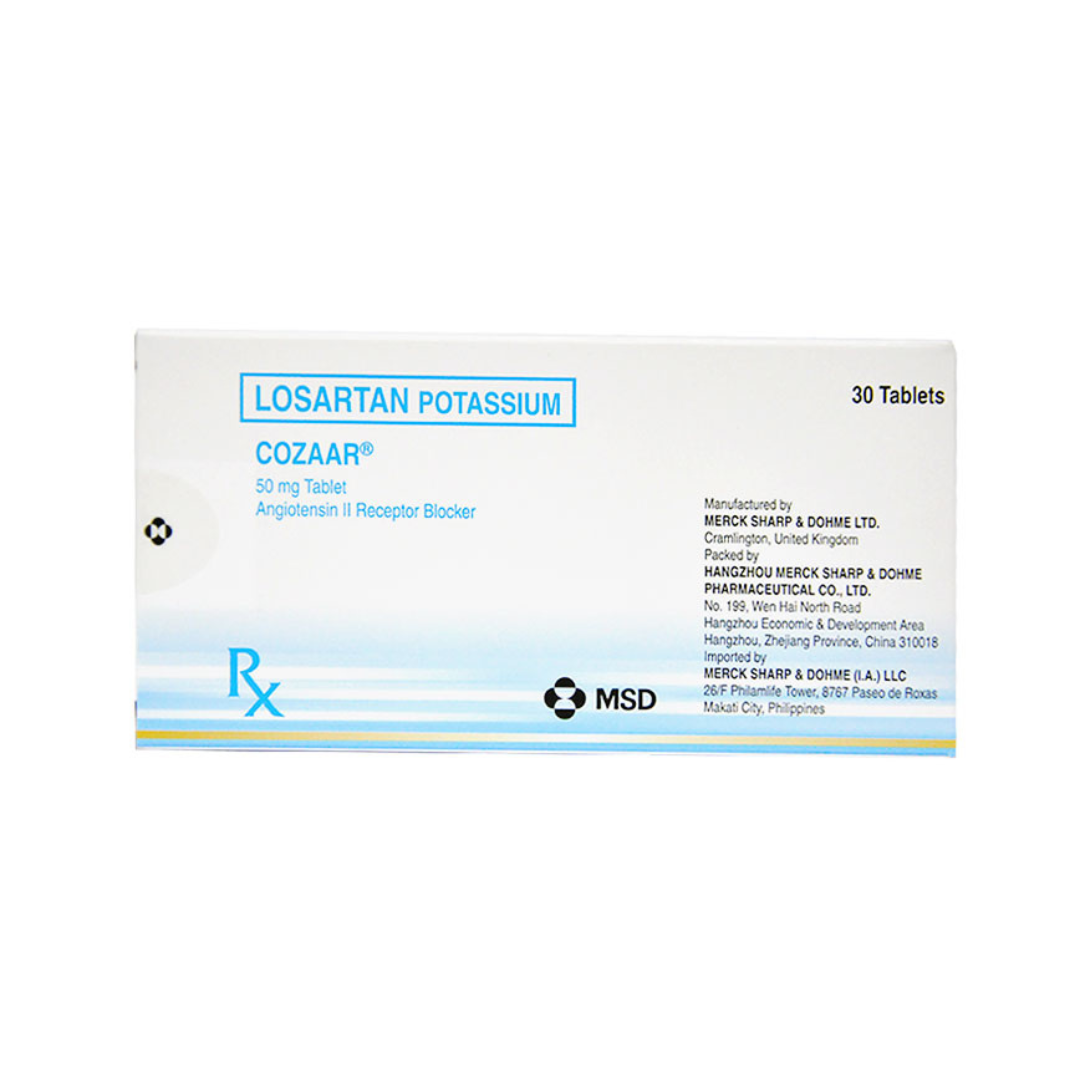 LOSARTAN POTASSIUM
30 Tablets
COZAAR®
50 mg Tablet
Angiotensin II Receptor Blocker
Manufactured by
MERCK SHARP & DOHME LTD.
Cramlington, United Kingdom
Packed by
HANGZHOU MERCK SHARP & DOHME
PHARMACEUTICAL CO., LTD.
No. 199, Wen Hai North Road
Hangzhou Economic & Development Area
Hangzhou, Zhejiang Province, China 310018
Imported by
MERCK SHARP & DOHME (I.A.) LLC
26/F Philamlife Tower, 8767 Paseo de Roxas
Makati City, Philippines
Rx
MSD